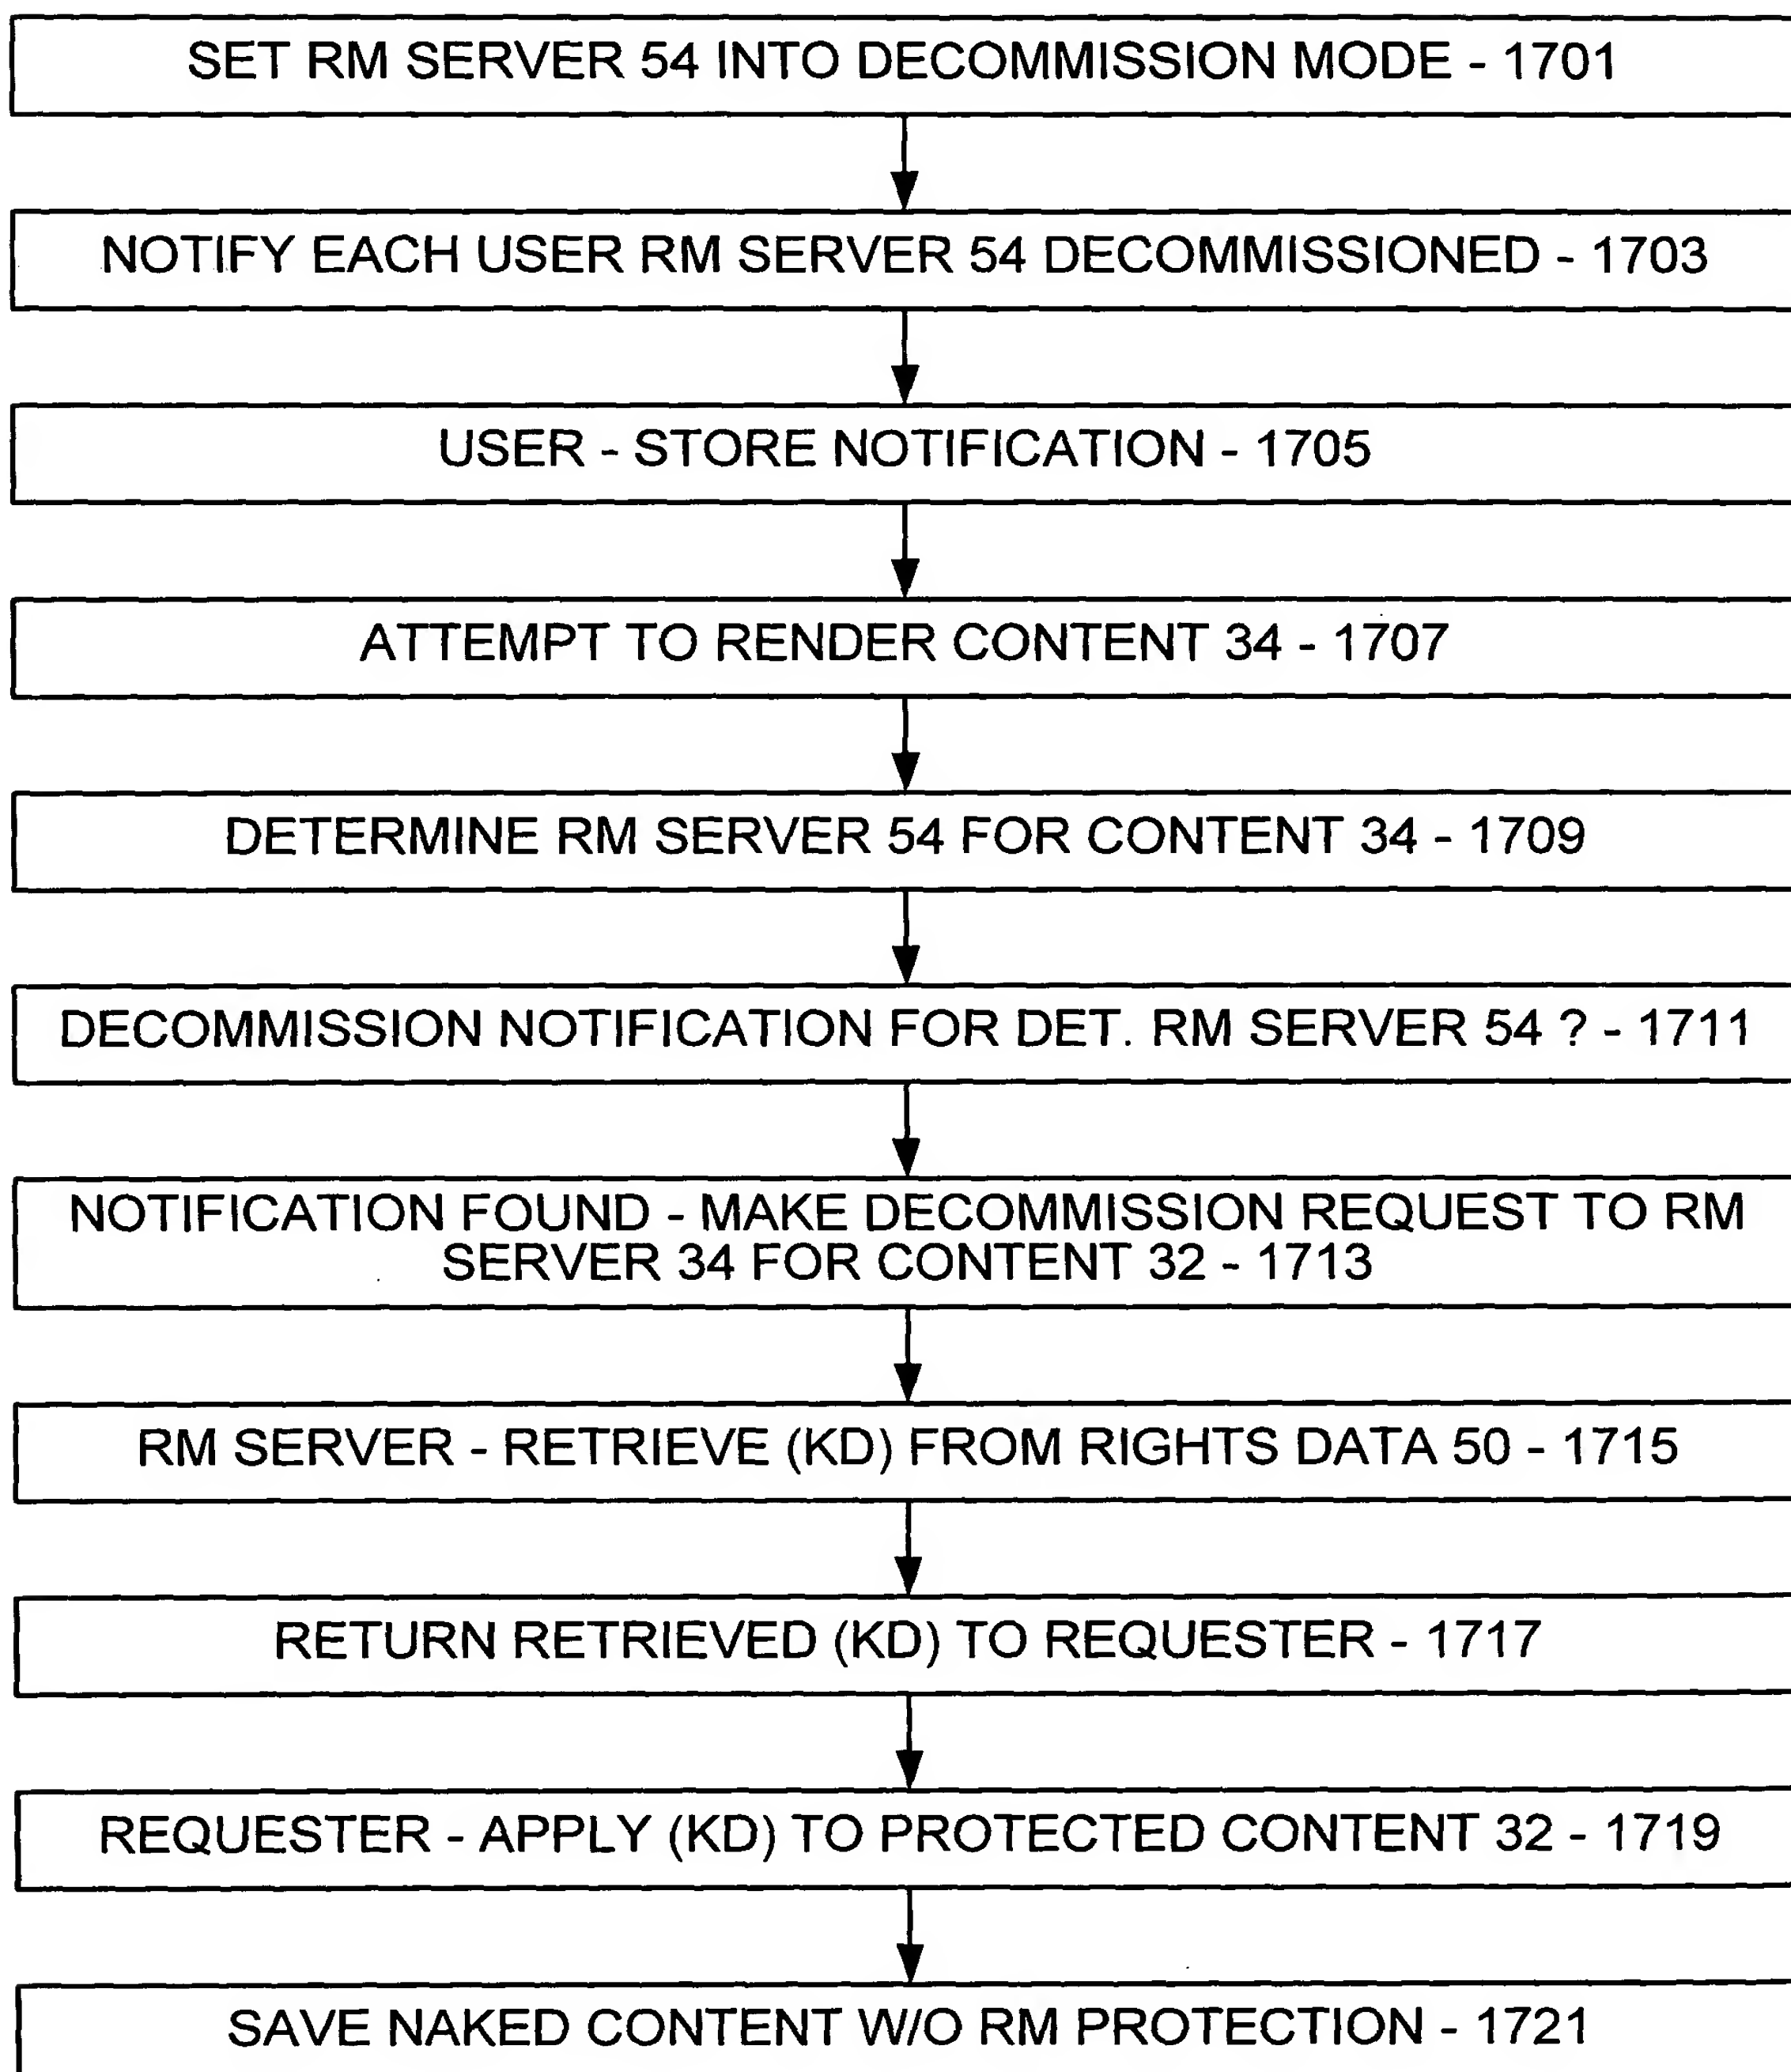 SET RM SERVER 54 INTO DECOMMISSION MODE - 1701
NOTIFY EACH USER RM SERVER 54 DECOMMISSIONED - 1703
USER - STORE NOTIFICATION - 1705
ATTEMPT TO RENDER CONTENT 34 - 1707
DETERMINE RM SERVER 54 FOR CONTENT 34 - 1709
DECOMMISSION NOTIFICATION FOR DET. RM SERVER 54 ? - 1711
NOTIFICATION FOUND - MAKE DECOMMISSION REQUEST TO RM
SERVER 34 FOR CONTENT 32 - 1713
RM SERVER - RETRIEVE (KD) FROM RIGHTS DATA 50 - 1715
RETURN RETRIEVED (KD) TO REQUESTER - 1717
REQUESTER - APPLY (KD) TO PROTECTED CONTENT 32 - 1719
SAVE NAKED CONTENT W/O RM PROTECTION - 1721